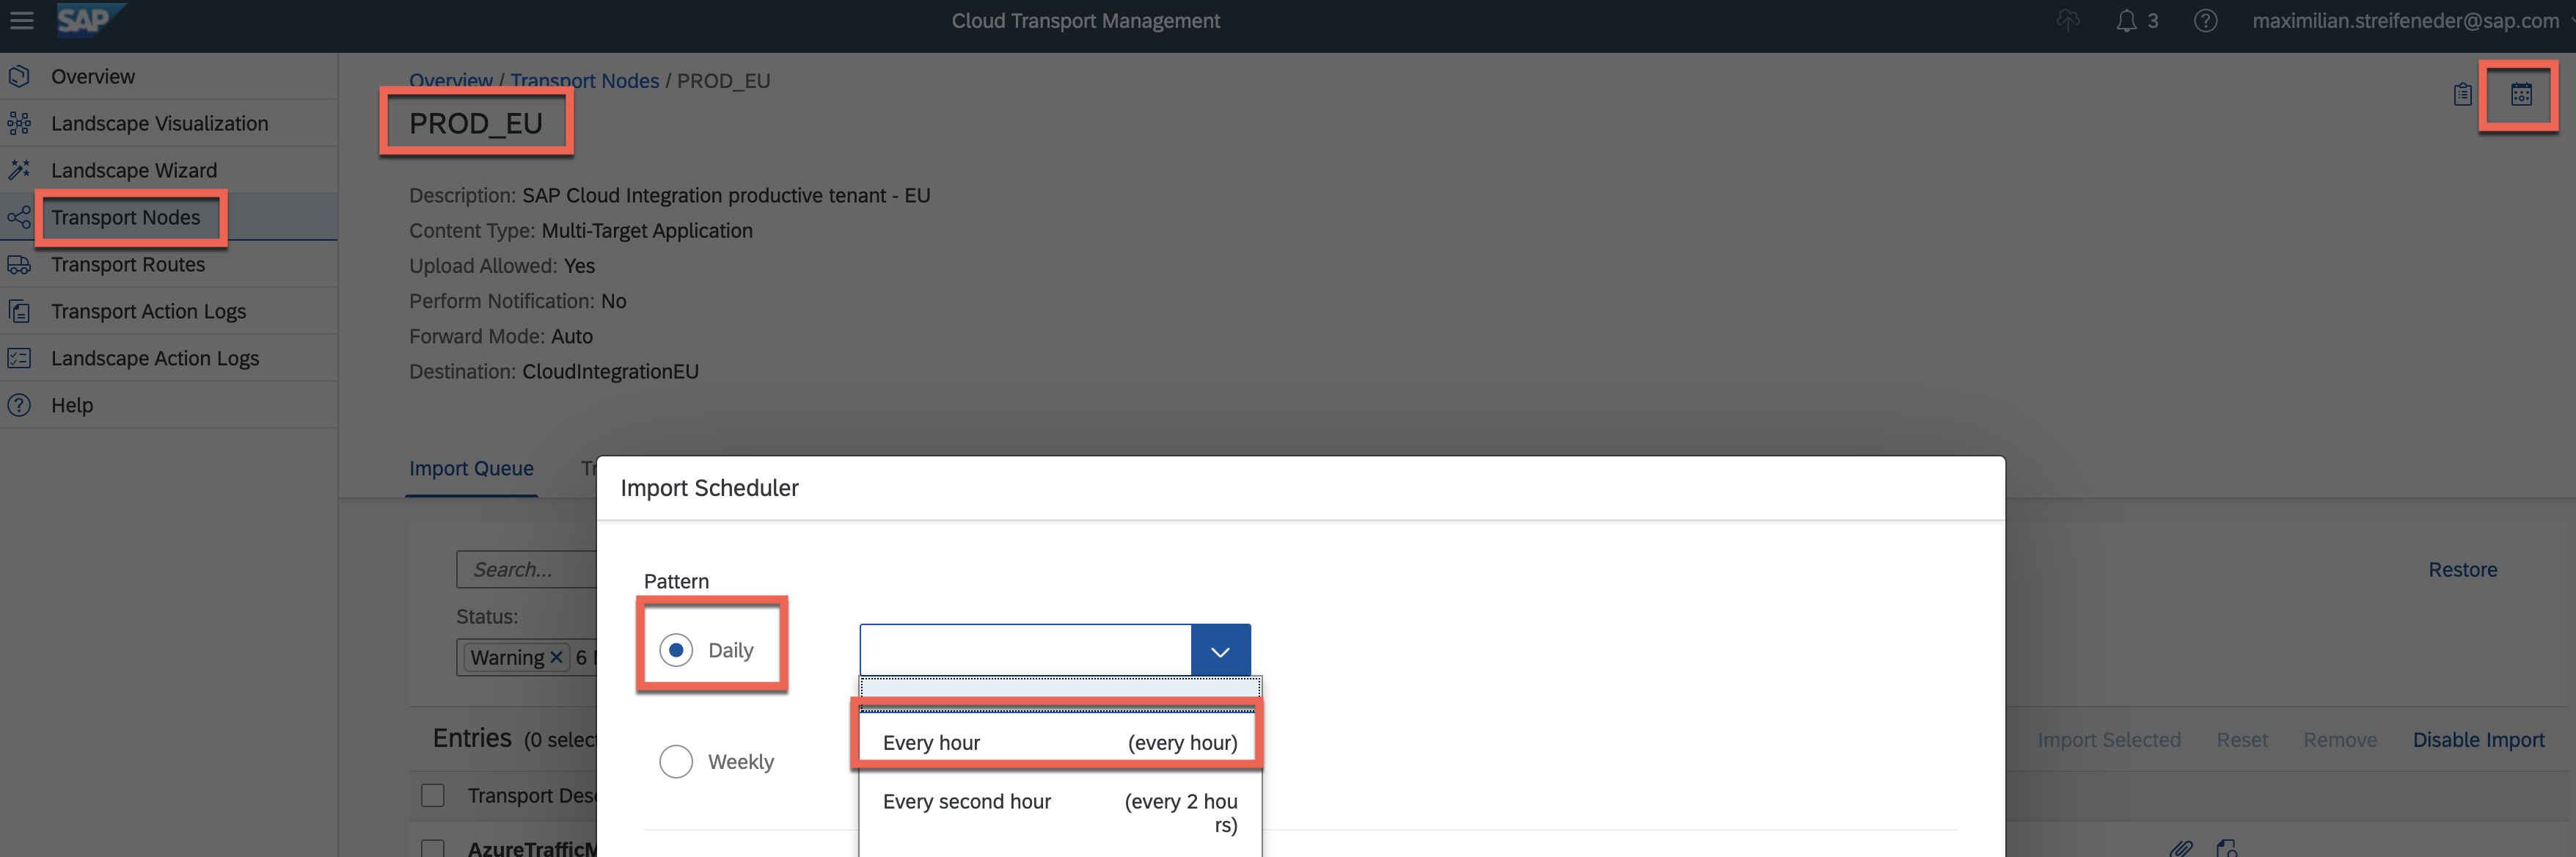 SAP
Cloud Transport Management
3
maximilian.streifeneder@sap.com
Overview
Landscape Visualization
Landscape Wizard
Transport Nodes
Transport Routes
Transport Action Logs
Landscape Action Logs
Help
Overview / Transport Nodes / PROD_EU
PROD_EU
Description: SAP Cloud Integration productive tenant - EU
Content Type: Multi-Target Application
Upload Allowed: Yes
Perform Notification: No
Forward Mode: Auto
Destination: CloudIntegrationEU
Import Queue
Search...
Restore
Status:
Warning 6
Entries (0 selec
Import Selected Reset Remove Disable Import
Transport Des
AzureTrafficM
Import Scheduler
Pattern
Daily
Weekly
Every hour (every hour)
Every second hour (every 2 hou
rs)